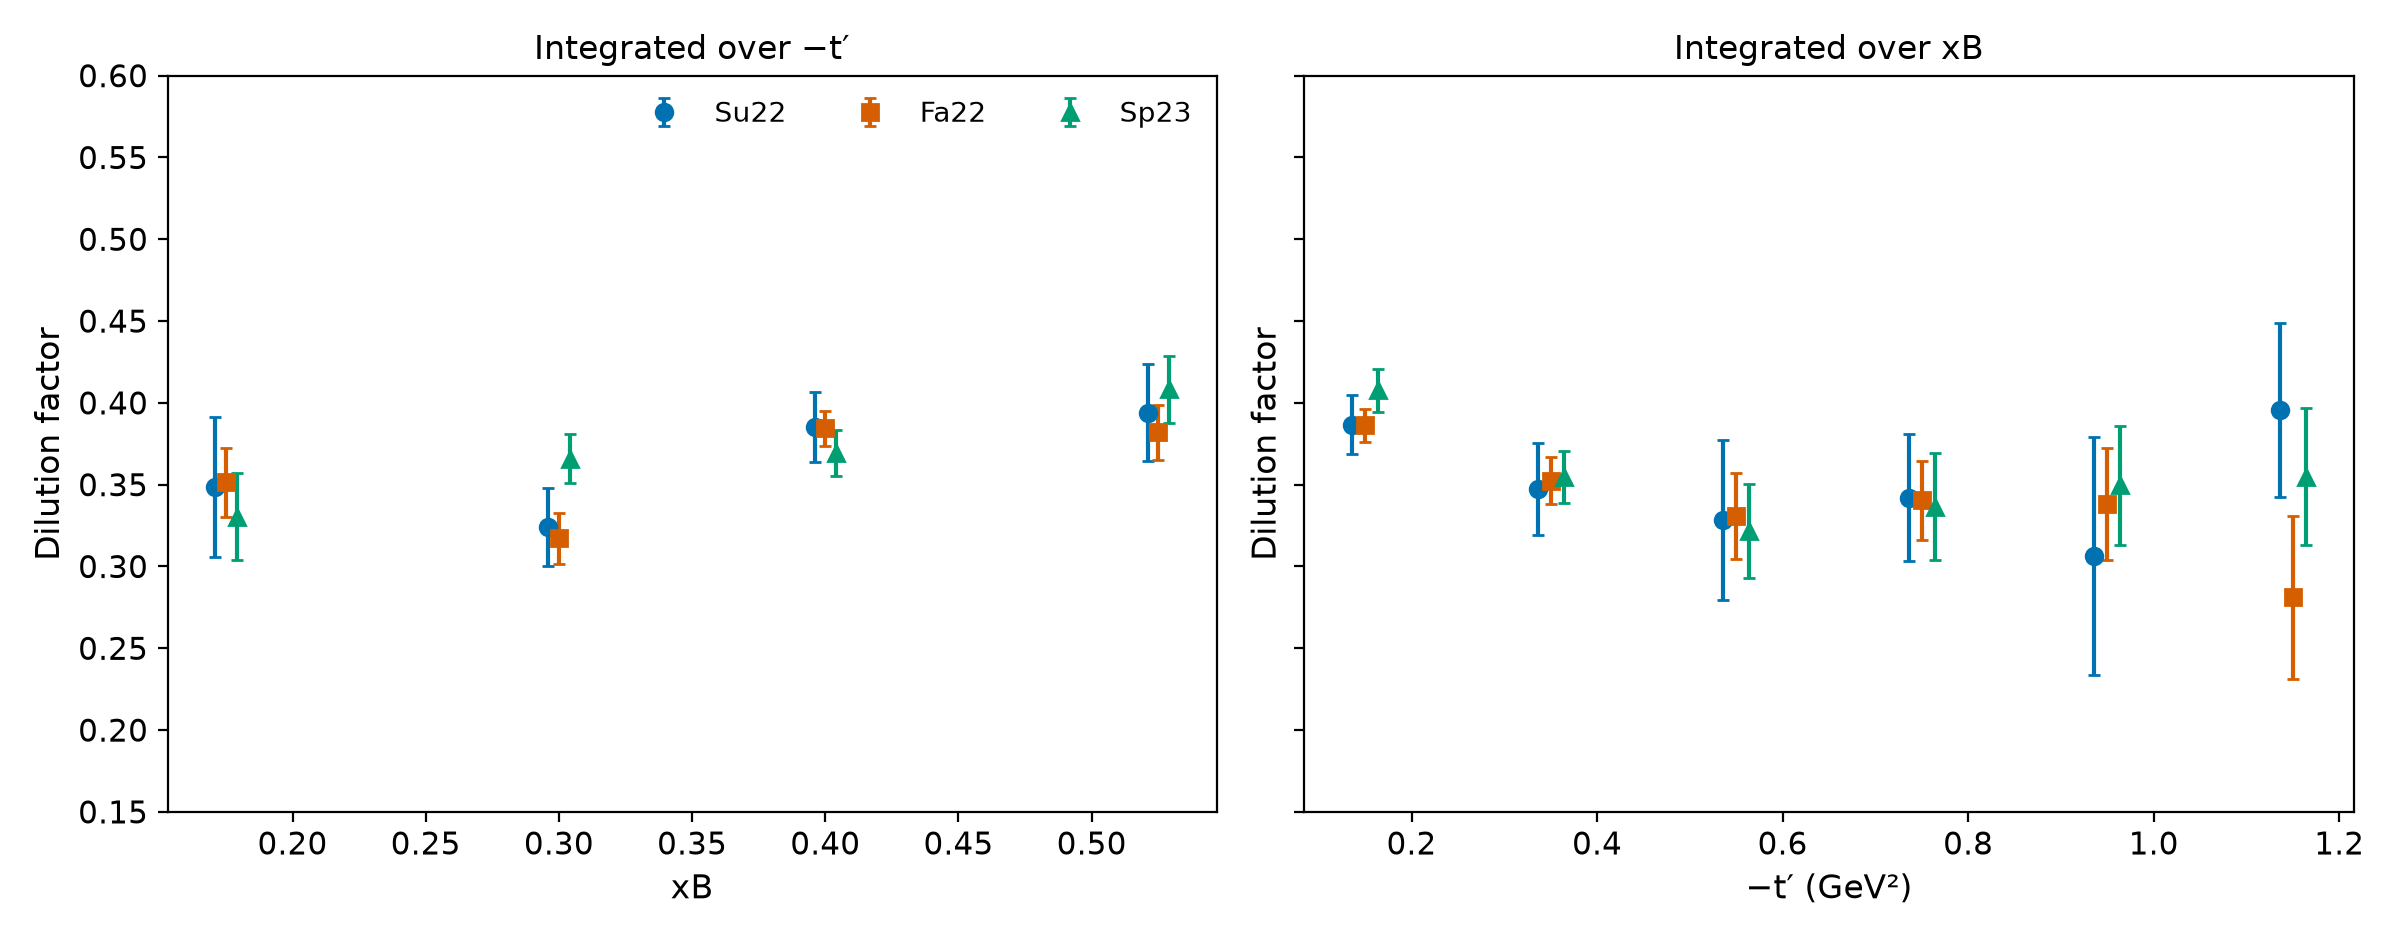 Integrated over −t′
Integrated over xB
0.60
0.55
0.50
0.45
0.40
0.35
0.30
0.25
0.20
0.15
Dilution factor
Su22
Fa22
Sp23
0.20 0.25 0.30 0.35 0.40 0.45 0.50
xB
Dilution factor
0.2 0.4 0.6 0.8 1.0 1.2
−t′ (GeV²)